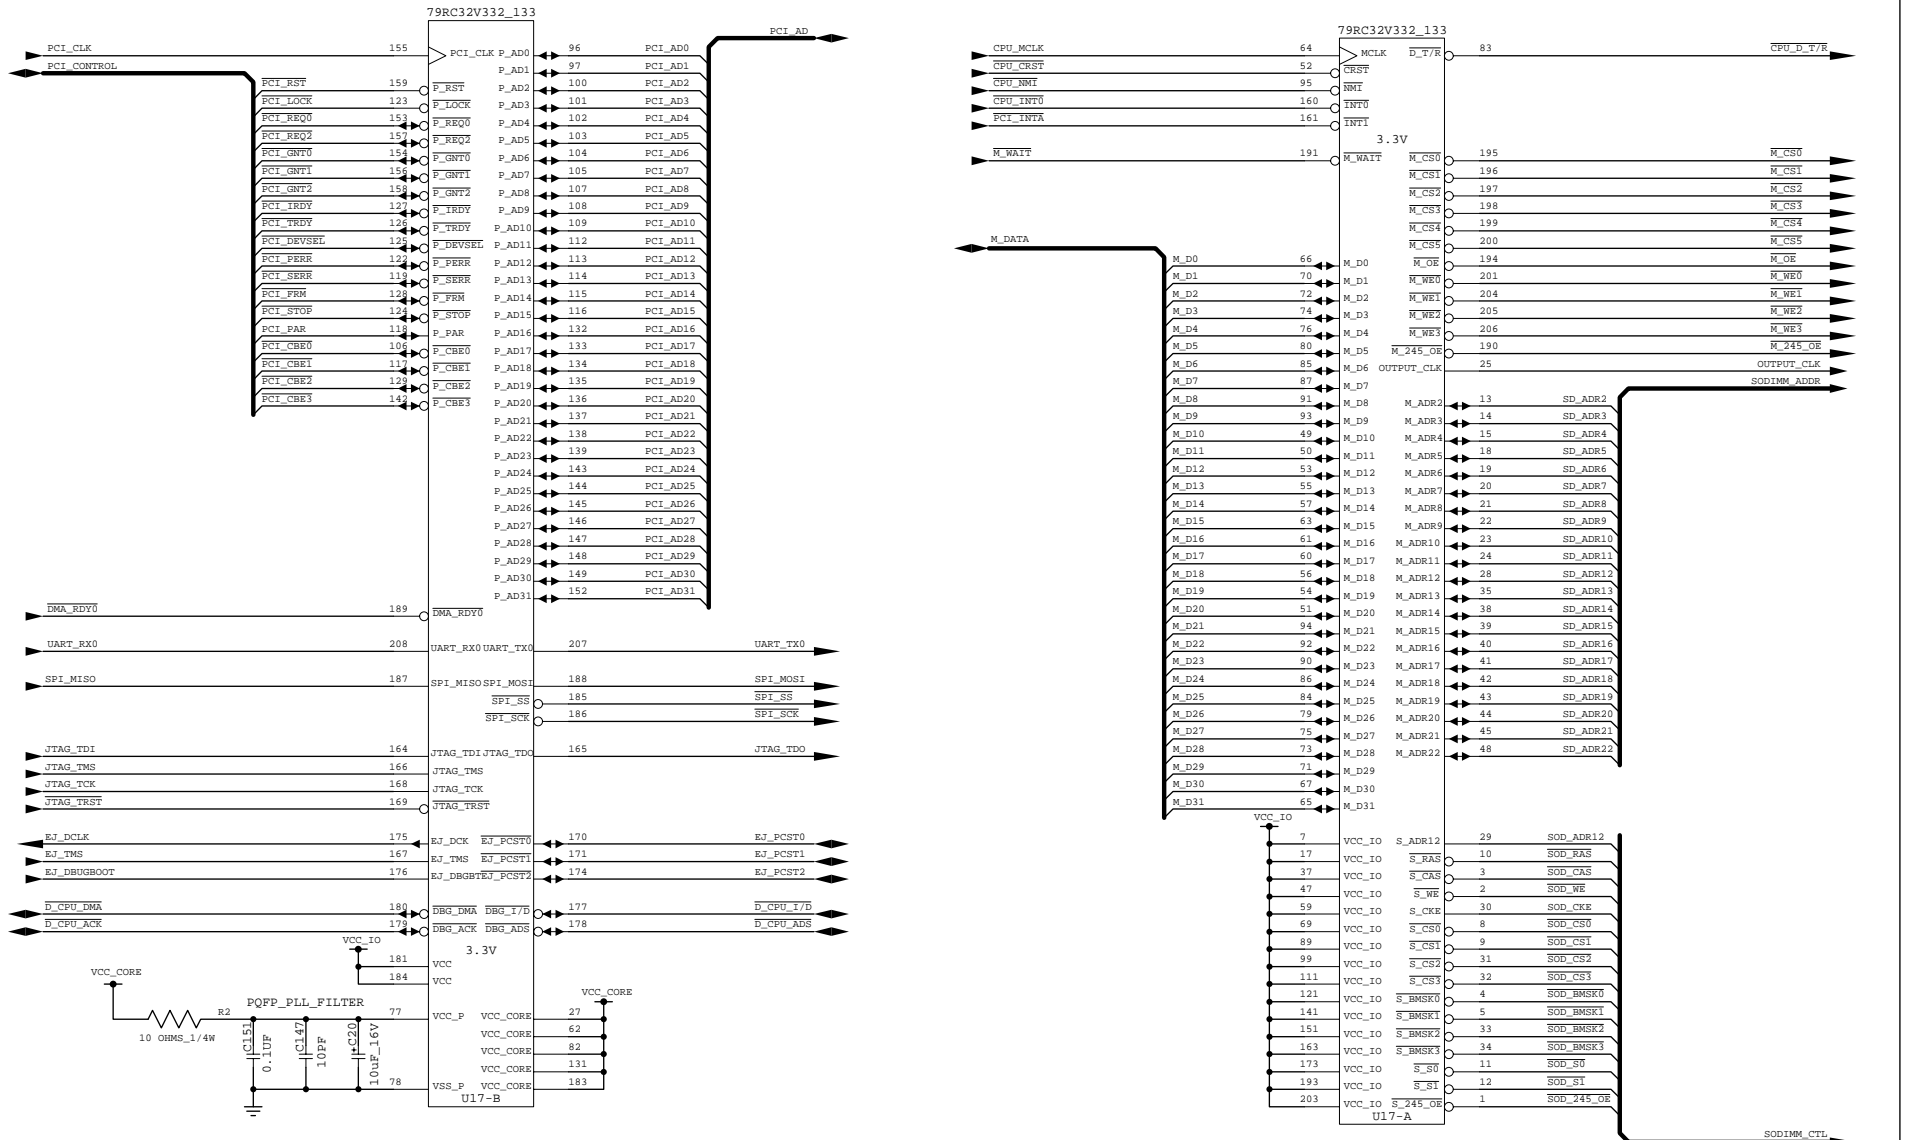 79RC32V332_133
PCI_AD
PCI_CLK 155 PCI_CLK P_AD0 96 PCI_AD0
PCI_CONTROL P_AD1 97 PCI_AD1
PCI_RST 159 P_RST P_AD2 100 PCI_AD2
PCI_LOCK 123 P_LOCK P_AD3 101 PCI_AD3
PCI_REQ0 153 P_REQ0 P_AD4 102 PCI_AD4
PCI_REQ2 157 P_REQ2 P_AD5 103 PCI_AD5
PCI_GNT0 154 P_GNT0 P_AD6 104 PCI_AD6
PCI_GNT1 156 P_GNT1 P_AD7 105 PCI_AD7
PCI_GNT2 158 P_GNT2 P_AD8 107 PCI_AD8
PCI_IRDY 127 P_IRDY P_AD9 108 PCI_AD9
PCI_TRDY 126 P_TRDY P_AD10 109 PCI_AD10
PCI_DEVSEL 125 P_DEVSEL P_AD11 112 PCI_AD11
PCI_PERR 122 P_PERR P_AD12 113 PCI_AD12
PCI_SERR 119 P_SERR P_AD13 114 PCI_AD13
PCI_FRM 128 P_FRM P_AD14 115 PCI_AD14
PCI_STOP 124 P_STOP P_AD15 116 PCI_AD15
PCI_PAR 118 P_PAR P_AD16 132 PCI_AD16
PCI_CBE0 106 P_CBE0 P_AD17 133 PCI_AD17
PCI_CBE1 117 P_CBE1 P_AD18 134 PCI_AD18
PCI_CBE2 129 P_CBE2 P_AD19 135 PCI_AD19
PCI_CBE3 142 P_CBE3 P_AD20 136 PCI_AD20
P_AD21 137 PCI_AD21
P_AD22 138 PCI_AD22
P_AD23 139 PCI_AD23
P_AD24 143 PCI_AD24
P_AD25 144 PCI_AD25
P_AD26 145 PCI_AD26
P_AD27 146 PCI_AD27
P_AD28 147 PCI_AD28
P_AD29 148 PCI_AD29
P_AD30 149 PCI_AD30
P_AD31 152 PCI_AD31
DMA_RDY0 189 DMA_RDY0
UART_RX0 208 UART_RX0 UART_TX0 207 UART_TX0
SPI_MISO 187 SPI_MISO SPI_MOSI 188 SPI_MOSI
SPI_SS 185 SPI_SS
SPI_SCK 186 SPI_SCK
JTAG_TDI 164 JTAG_TDI JTAG_TDO 165 JTAG_TDO
JTAG_TMS 166 JTAG_TMS
JTAG_TCK 168 JTAG_TCK
JTAG_TRST 169 JTAG_TRST
EJ_DCLK 175 EJ_DCK EJ_PCST0 170 EJ_PCST0
EJ_TMS 167 EJ_TMS EJ_PCST1 171 EJ_PCST1
EJ_DBUGBOOT 176 EJ_DBGBT EJ_PCST2 174 EJ_PCST2
D_CPU_DMA 180 DBG_DMA DBG_I/D 177 D_CPU_I/D
D_CPU_ACK 179 DBG_ACK DBG_ADS 178 D_CPU_ADS
VCC_IO 3.3V
181 VCC
VCC_CORE 184 VCC
VCC_CORE
PQFP_PLL_FILTER
R2 77 VCC_P VCC_CORE 27
10 OHMS_1/4W
C151 0.1UF
C147 10PF
C20 10uF_16V
+
VCC_CORE 62
VCC_CORE 82
VCC_CORE 131
78 VSS_P VCC_CORE 183
U17-B
79RC32V332_133
CPU_MCLK 64 MCLK D_T/R 83 CPU_D_T/R
CPU_CRST 52 CRST
CPU_NMI 95 NMI
CPU_INT0 160 INT0
PCI_INTA 161 INT1
3.3V
M_WAIT 191 M_WAIT M_CS0 195 M_CS0
M_CS1 196 M_CS1
M_CS2 197 M_CS2
M_CS3 198 M_CS3
M_CS4 199 M_CS4
M_DATA M_CS5 200 M_CS5
M_D0 66 M_D0 M_OE 194 M_OE
M_D1 70 M_D1 M_WE0 201 M_WE0
M_D2 72 M_D2 M_WE1 204 M_WE1
M_D3 74 M_D3 M_WE2 205 M_WE2
M_D4 76 M_D4 M_WE3 206 M_WE3
M_D5 80 M_D5 M_245_OE 190 M_245_OE
M_D6 85 M_D6 OUTPUT_CLK 25 OUTPUT_CLK
M_D7 87 M_D7 SODIMM_ADDR
M_D8 91 M_D8 M_ADR2 13 SD_ADR2
M_D9 93 M_D9 M_ADR3 14 SD_ADR3
M_D10 49 M_D10 M_ADR4 15 SD_ADR4
M_D11 50 M_D11 M_ADR5 18 SD_ADR5
M_D12 53 M_D12 M_ADR6 19 SD_ADR6
M_D13 55 M_D13 M_ADR7 20 SD_ADR7
M_D14 57 M_D14 M_ADR8 21 SD_ADR8
M_D15 63 M_D15 M_ADR9 22 SD_ADR9
M_D16 61 M_D16 M_ADR10 23 SD_ADR10
M_D17 60 M_D17 M_ADR11 24 SD_ADR11
M_D18 56 M_D18 M_ADR12 28 SD_ADR12
M_D19 54 M_D19 M_ADR13 35 SD_ADR13
M_D20 51 M_D20 M_ADR14 38 SD_ADR14
M_D21 94 M_D21 M_ADR15 39 SD_ADR15
M_D22 92 M_D22 M_ADR16 40 SD_ADR16
M_D23 90 M_D23 M_ADR17 41 SD_ADR17
M_D24 86 M_D24 M_ADR18 42 SD_ADR18
M_D25 84 M_D25 M_ADR19 43 SD_ADR19
M_D26 79 M_D26 M_ADR20 44 SD_ADR20
M_D27 75 M_D27 M_ADR21 45 SD_ADR21
M_D28 73 M_D28 M_ADR22 48 SD_ADR22
M_D29 71 M_D29
M_D30 67 M_D30
M_D31 65 M_D31
VCC_IO
7 VCC_IO S_ADR12 29 SOD_ADR12
17 VCC_IO S_RAS 10 SOD_RAS
37 VCC_IO S_CAS 3 SOD_CAS
47 VCC_IO S_WE 2 SOD_WE
59 VCC_IO S_CKE 30 SOD_CKE
69 VCC_IO S_CS0 8 SOD_CS0
89 VCC_IO S_CS1 9 SOD_CS1
99 VCC_IO S_CS2 31 SOD_CS2
111 VCC_IO S_CS3 32 SOD_CS3
121 VCC_IO S_BMSK0 4 SOD_BMSK0
141 VCC_IO S_BMSK1 5 SOD_BMSK1
151 VCC_IO S_BMSK2 33 SOD_BMSK2
163 VCC_IO S_BMSK3 34 SOD_BMSK3
173 VCC_IO S_S0 11 SOD_S0
193 VCC_IO S_S1 12 SOD_S1
203 VCC_IO S_245_OE 1 SOD_245_OE
U17-A
SODIMM_CTL